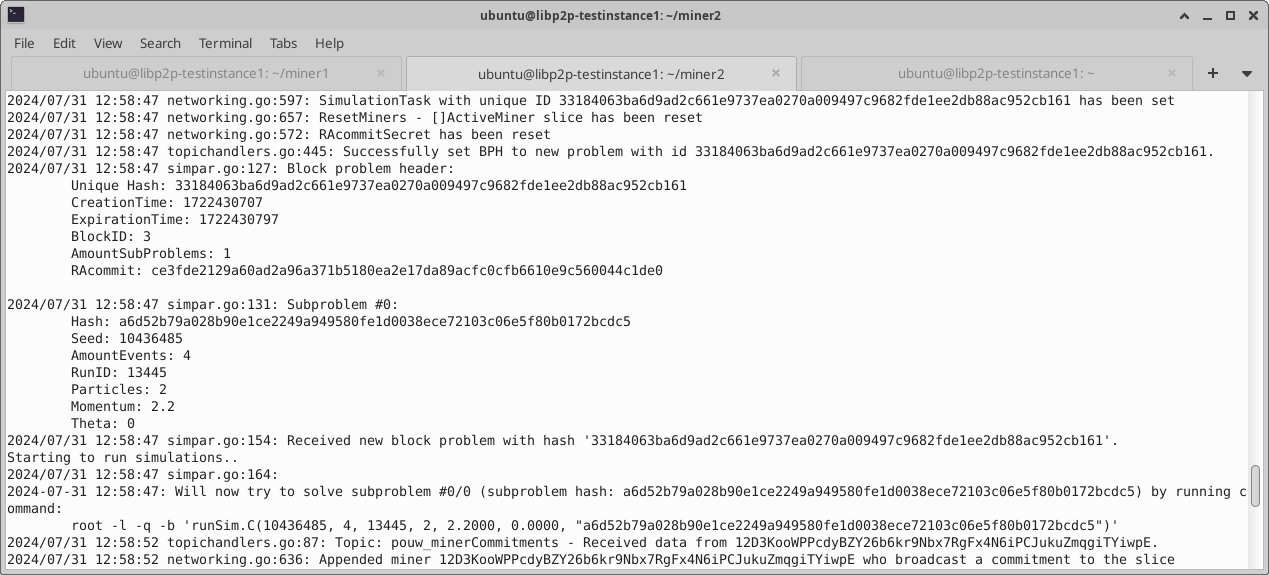 ubuntu@libp2p-testinstance1: ~/miner2
File Edit View Search Terminal Tabs Help
ubuntu@libp2p-testinstance1: ~/miner1 ubuntu@libp2p-testinstance1: ~/miner2 ubuntu@libp2p-testinstance1: ~
2024/07/31 12:58:47 networking.go:597: SimulationTask with unique ID 33184063ba6d9ad2c661e9737ea0270a009497c9682fde1ee2db88ac952cb161 has been set
2024/07/31 12:58:47 networking.go:657: ResetMiners - []ActiveMiner slice has been reset
2024/07/31 12:58:47 networking.go:572: RAcommitSecret has been reset
2024/07/31 12:58:47 topichandlers.go:445: Successfully set BPH to new problem with id 33184063ba6d9ad2c661e9737ea0270a009497c9682fde1ee2db88ac952cb161.
2024/07/31 12:58:47 simpar.go:127: Block problem header:
Unique Hash: 33184063ba6d9ad2c661e9737ea0270a009497c9682fde1ee2db88ac952cb161
CreationTime: 1722430707
ExpirationTime: 1722430797
BlockID: 3
AmountSubProblems: 1
RAcommit: ce3fde2129a60ad2a96a371b5180ea2e17da89acfc0cfb6610e9c560044c1de0
2024/07/31 12:58:47 simpar.go:131: Subproblem #0:
Hash: a6d52b79a028b90e1ce2249a949580fe1d0038ece72103c06e5f80b0172bcdc5
Seed: 10436485
AmountEvents: 4
RunID: 13445
Particles: 2
Momentum: 2.2
Theta: 0
2024/07/31 12:58:47 simpar.go:154: Received new block problem with hash '33184063ba6d9ad2c661e9737ea0270a009497c9682fde1ee2db88ac952cb161'.
Starting to run simulations..
2024/07/31 12:58:47 simpar.go:164:
2024-07-31 12:58:47: Will now try to solve subproblem #0/0 (subproblem hash: a6d52b79a028b90e1ce2249a949580fe1d0038ece72103c06e5f80b0172bcdc5) by running c
ommand:
root -l -q -b 'runSim.C(10436485, 4, 13445, 2, 2.2000, 0.0000, "a6d52b79a028b90e1ce2249a949580fe1d0038ece72103c06e5f80b0172bcdc5")'
2024/07/31 12:58:52 topichandlers.go:87: Topic: pouw_minerCommitments - Received data from 12D3KooWPPcdyBZY26b6kr9Nbx7RgFx4N6iPCJukuZmqgiTYiwpE.
2024/07/31 12:58:52 networking.go:636: Appended miner 12D3KooWPPcdyBZY26b6kr9Nbx7RgFx4N6iPCJukuZmqgiTYiwpE who broadcast a commitment to the slice